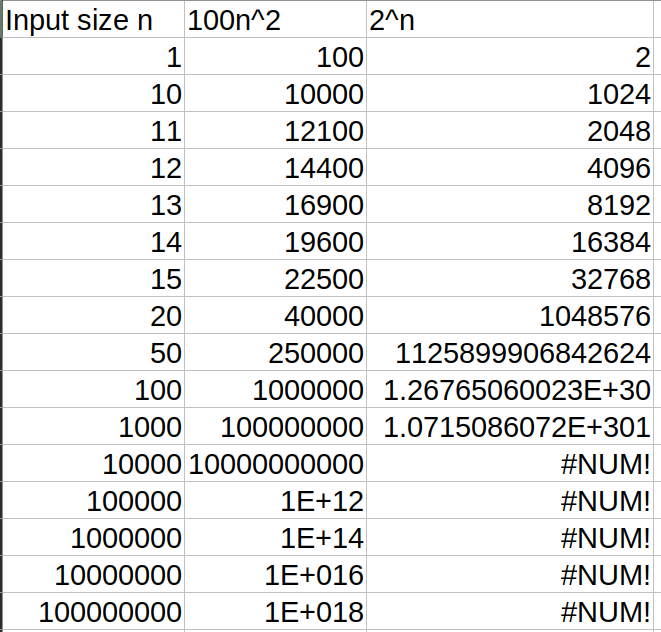 Input size n 100n^2 2^n
1 100 2
10 10000 1024
11 12100 2048
12 14400 4096
13 16900 8192
14 19600 16384
15 22500 32768
20 40000 1048576
50 250000 1125899906842624
100 1000000 1.26765060023E+30
1000 100000000 1.0715086072E+301
10000 10000000000 #NUM!
100000 1E+12 #NUM!
1000000 1E+14 #NUM!
10000000 1E+016 #NUM!
100000000 1E+018 #NUM!